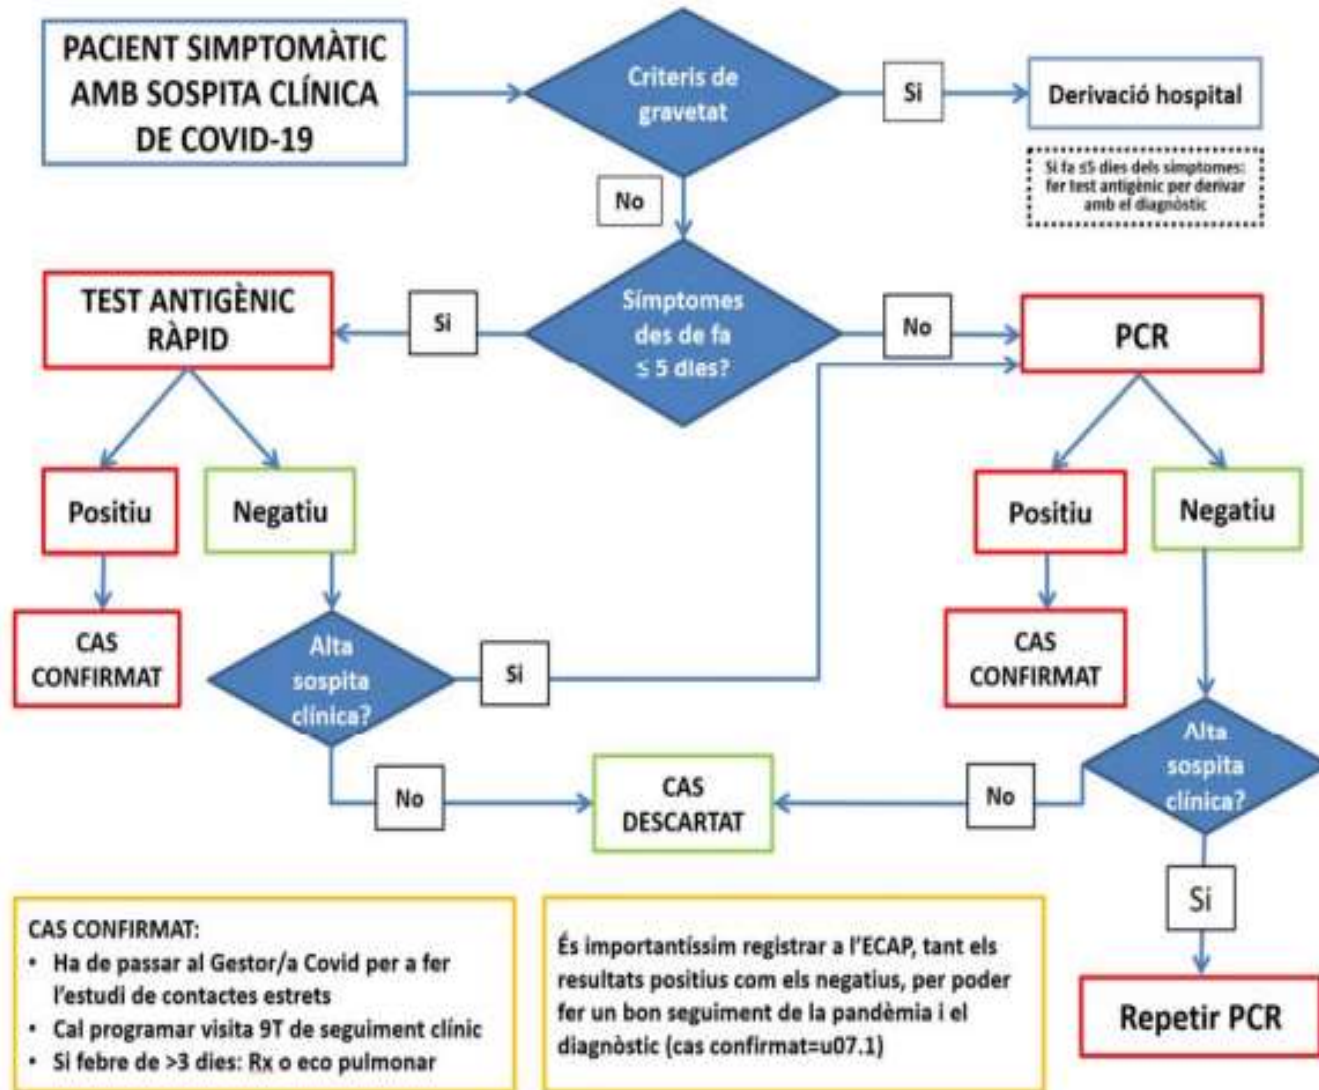 PACIENT SIMPTOMÀTIC
AMB SOSPITA CLÍNICA
DE COVID-19
Criteris de
gravetat
Si
Derivació hospital
Si fa ≤5 dies dels símptomes:
fer test antigènic per derivar
amb el diagnòstic
No
TEST ANTIGÈNIC
RÀPID
Si
Símptomes
des de fa
≤ 5 dies?
No
PCR
Positiu
Negatiu
Positiu
Negatiu
CAS
CONFIRMAT
Alta
sospita
clínica?
Si
CAS
CONFIRMAT
Alta
sospita
clínica?
No
CAS
DESCARTAT
No
Si
Repetir PCR
CAS CONFIRMAT:
• Ha de passar al Gestor/a Covid per a fer
l'estudi de contactes estrets
• Cal programar visita 9T de seguiment clínic
• Si febre de >3 dies: Rx o eco pulmonar
És importantíssim registrar a l'ECAP, tant els
resultats positius com els negatius, per poder
fer un bon seguiment de la pandèmia i el
diagnòstic (cas confirmat=u07.1)